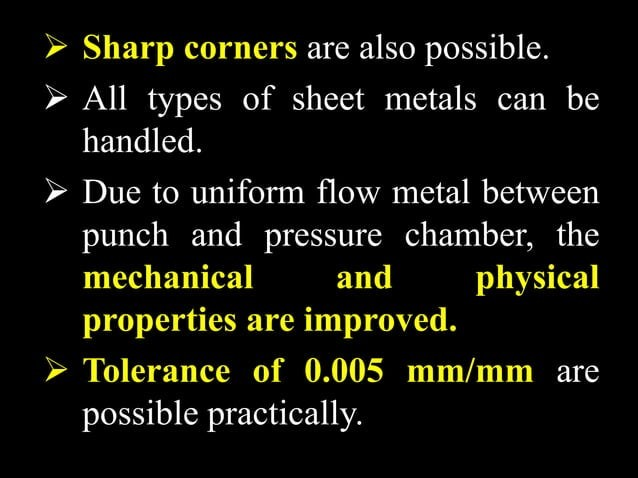 ➢ Sharp corners are also possible.
➢ All types of sheet metals can be
handled.
➢ Due to uniform flow metal between
punch and pressure chamber, the
mechanical and physical
properties are improved.
➢ Tolerance of 0.005 mm/mm are
possible practically.